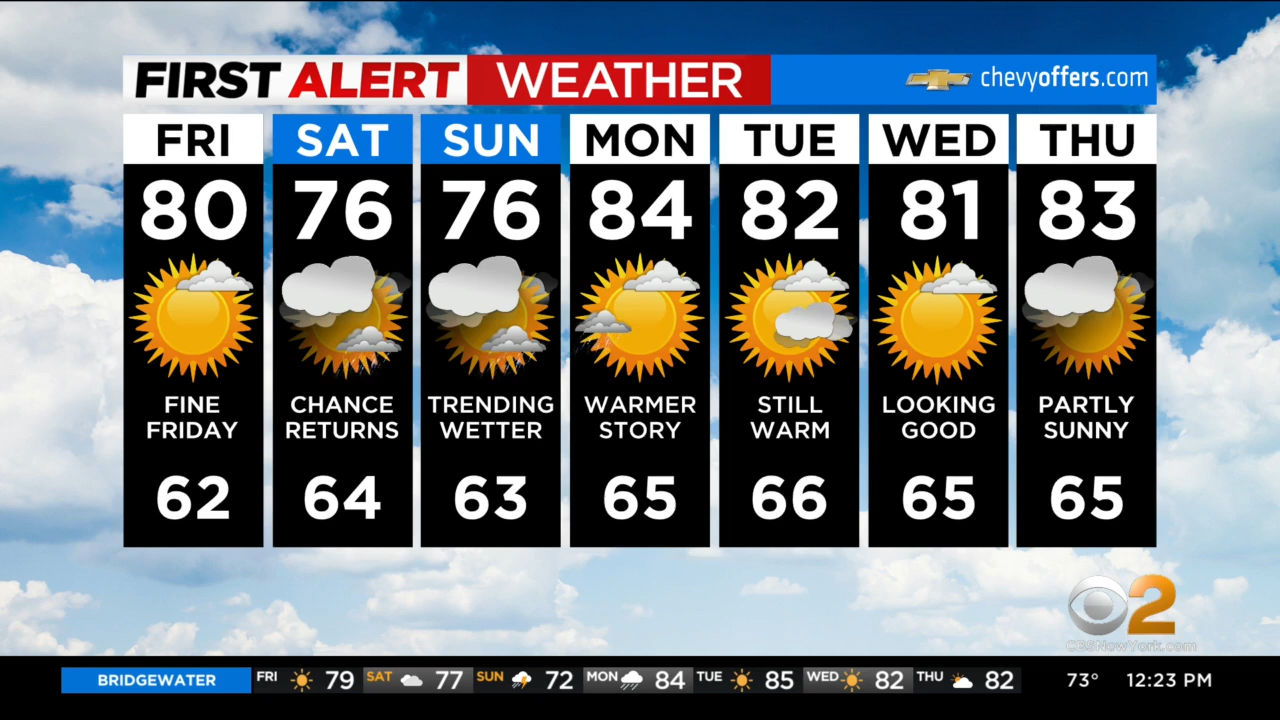 FIRST ALERT WEATHER
chevyoffers.com
FRI SAT SUN MON TUE WED THU
80 76 76 84 82 81 83
FINE CHANCE TRENDING WARMER STILL LOOKING PARTLY
FRIDAY RETURNS WETTER STORY WARM GOOD SUNNY
62 64 63 65 66 65 65
2
CBSNewYork.com
BRIDGEWATER FRI 79 SAT 77 SUN 72 MON 84 TUE 85 WED 82 THU 82 73° 12:23 PM